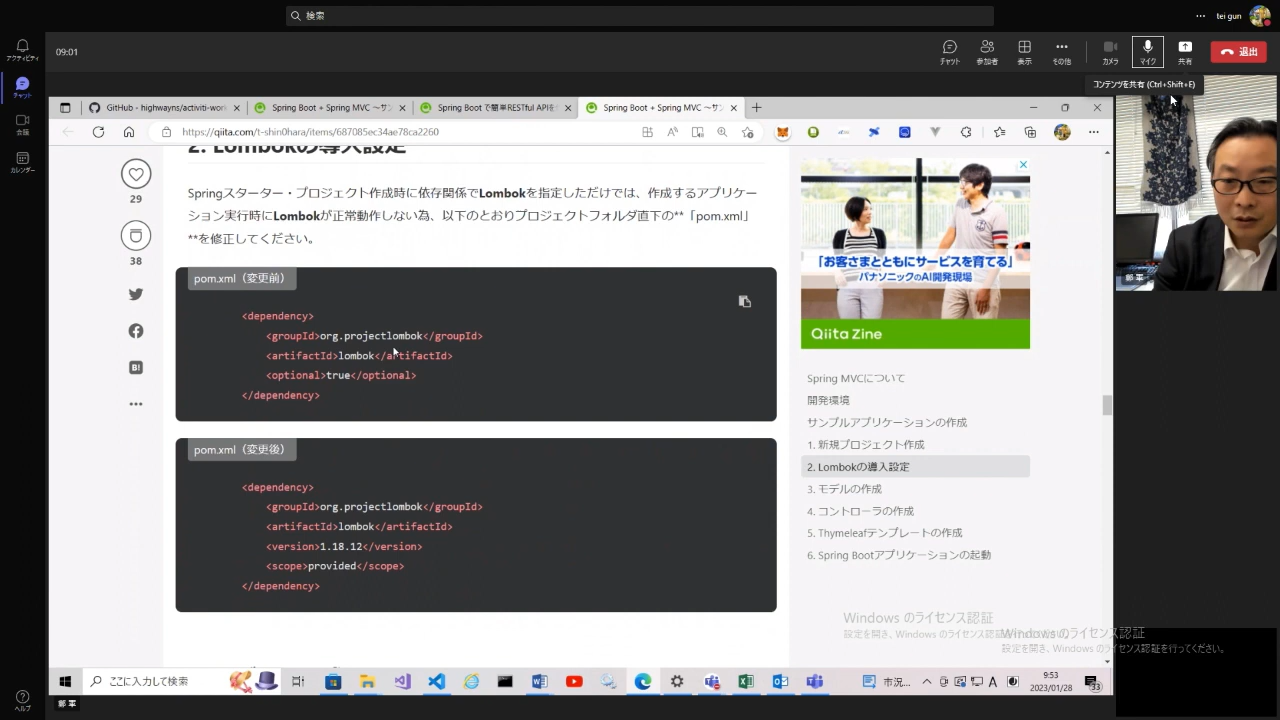 検索
tei gun
アクティビティ
チャット
会議
カレンダー
ヘルプ
09:01
チャット
参加者
表示
その他
カメラ
マイク
共有
退出
コンテンツを共有 (Ctrl+Shift+E)
GitHub - highwayns/activiti-wor
Spring Boot + Spring MVC 〜サン
Spring Boot で簡単RESTful APIを
Spring Boot + Spring MVC 〜サン
https://qiita.com/t-shin0hara/items/687085ec34ae78ca22e0
29
38
B!
2. Lombokの導入設定
Springスターター・プロジェクト作成時に依存関係でLombokを指定しただけでは、作成するアプリケー
ション実行時にLombokが正常動作しない為、以下のとおりプロジェクトフォルダ直下の**「pom.xml」
**を修正してください。
pom.xml（変更前）
<dependency>
<groupId>org.projectlombok</groupId>
<artifactId>lombok</artifactId>
<optional>true</optional>
</dependency>
pom.xml（変更後）
<dependency>
<groupId>org.projectlombok</groupId>
<artifactId>lombok</artifactId>
<version>1.18.12</version>
<scope>provided</scope>
</dependency>
「お客さまとともにサービスを育てる」
パナソニックのAI開発現場
Qiita Zine
Spring MVCについて
開発環境
サンプルアプリケーションの作成
1. 新規プロジェクト作成
2. Lombokの導入設定
3. モデルの作成
4. コントローラの作成
5. Thymeleafテンプレートの作成
6. Spring Bootアプリケーションの起動
鄭 軍
Windows のライセンス認証
設定を開き、Windows のライセンス認証
Windows のライセンス認証
設定を開き、Windows のライセンス認証を行ってください。
ここに入力して検索
市況...
A
9:53
2023/01/28
33
鄭 軍